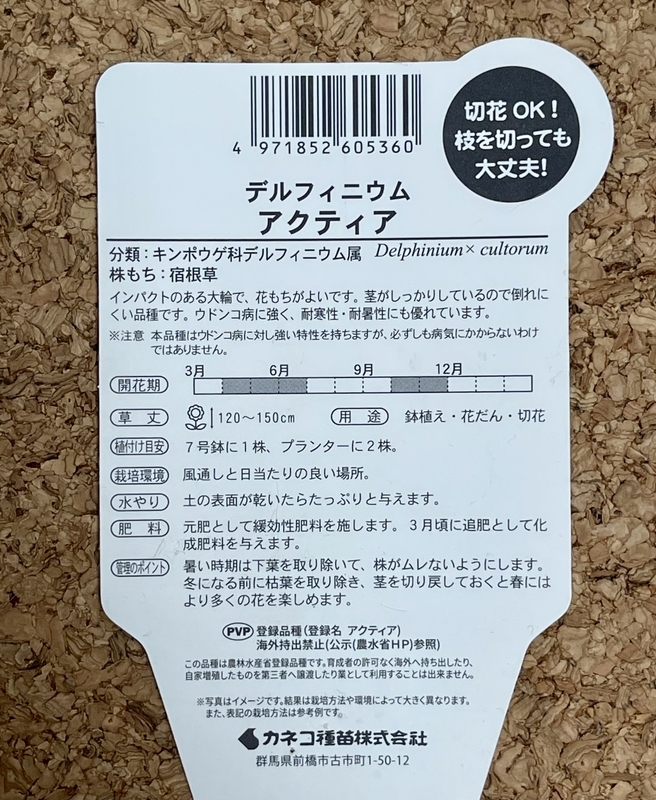 切花 OK!
枝を切っても
大丈夫!
4 971852 605360
デルフィニウム
アクティア
分類：キンポウゲ科デルフィニウム属 Delphinium× cultorum
株もち：宿根草
インパクトのある大輪で、花もちがよいです。茎がしっかりしているので倒れに
くい品種です。ウドンコ病に強く、耐寒性・耐暑性にも優れています。
※注意 本品種はウドンコ病に対し強い特性を持ちますが、必ずしも病気にかからないわけ
ではありません。
3月 6月 9月 12月
開花期
草丈 120〜150cm 用途 鉢植え・花だん・切花
植付け目安 7号鉢に1株、プランターに2株。
栽培環境 風通しと日当たりの良い場所。
水やり 土の表面が乾いたらたっぷりと与えます。
肥料 元肥として緩効性肥料を施します。3月頃に追肥として化
成肥料を与えます。
管理のポイント 暑い時期は下葉を取り除いて、株がムレないようにします。
冬になる前に枯葉を取り除き、茎を切り戻しておくと春には
より多くの花を楽しめます。
PVP 登録品種(登録名 アクティア)
海外持出禁止(公示(農水省HP)参照)
この品種は農林水産省登録品種です。育成者の許可なく海外へ持ち出したり、
自家増殖したものを第三者へ譲渡したり業として利用することは出来ません。
※写真はイメージです。結果は栽培方法や環境によって大きく異なります。
また、表記の栽培方法は参考例です。
カネコ種苗株式会社
群馬県前橋市古市町1-50-12